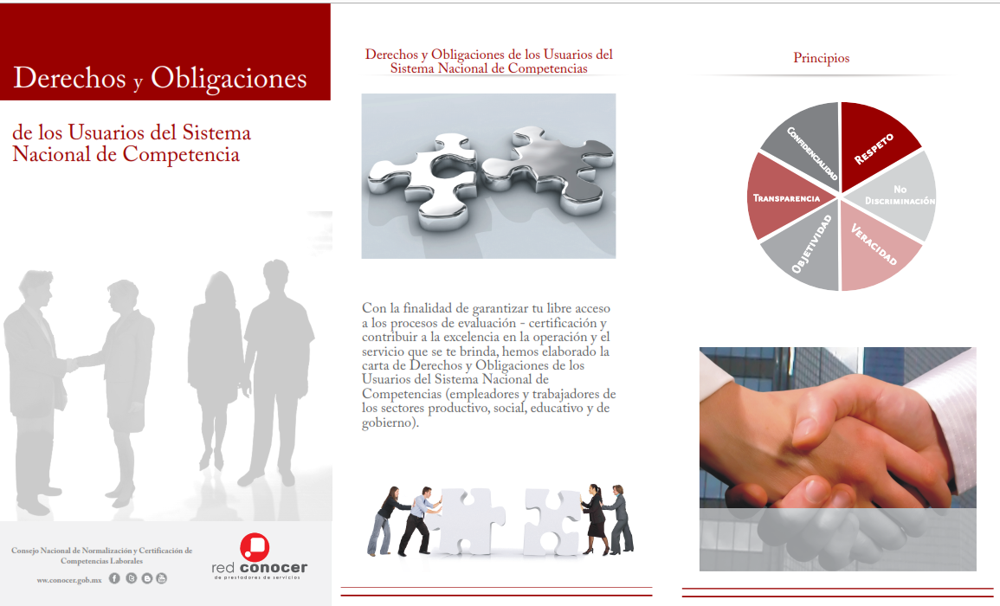 Derechos y Obligaciones
de los Usuarios del Sistema
Nacional de Competencia
Consejo Nacional de Normalización y Certificación de
Competencias Laborales
ww.conocer.gob.mx
red conocer
de prestadores de servicios
Derechos y Obligaciones de los Usuarios del
Sistema Nacional de Competencias
Con la finalidad de garantizar tu libre acceso
a los procesos de evaluación - certificación y
contribuir a la excelencia en la operación y el
servicio que se te brinda, hemos elaborado la
carta de Derechos y Obligaciones de los
Usuarios del Sistema Nacional de
Competencias (empleadores y trabajadores de
los sectores productivo, social, educativo y de
gobierno).
Principios
Respeto
No
Discriminación
Veracidad
Objetividad
Transparencia
Confidencialidad